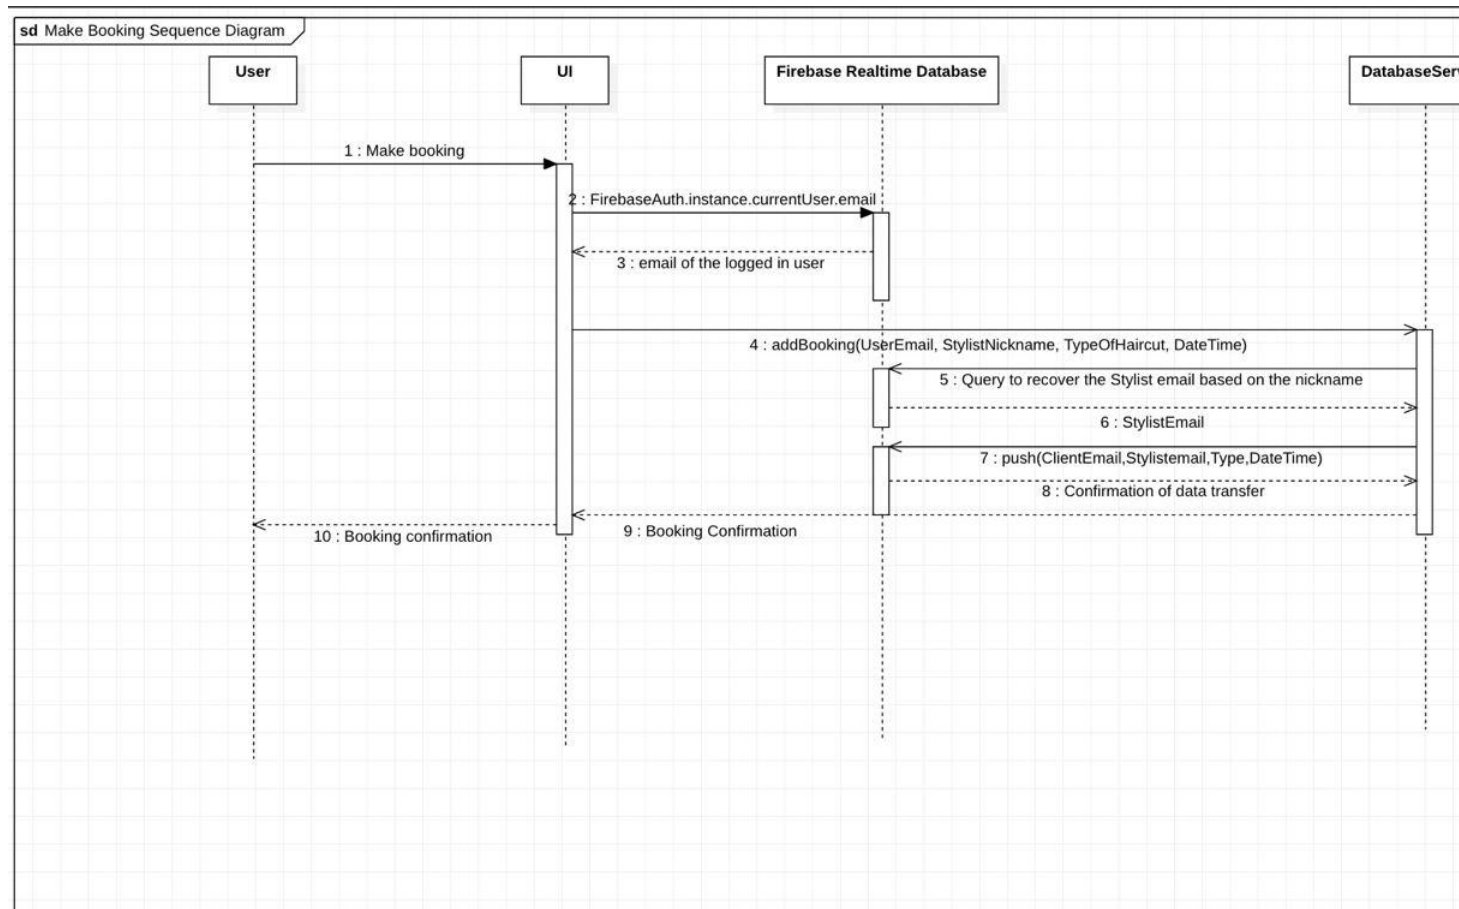 sd Make Booking Sequence Diagram
User
UI
Firebase Realtime Database
DatabaseServ
1 : Make booking
2 : FirebaseAuth.instance.currentUser.email
3 : email of the logged in user
4 : addBooking(UserEmail, StylistNickname, TypeOfHaircut, DateTime)
5 : Query to recover the Stylist email based on the nickname
6 : StylistEmail
7 : push(ClientEmail,Stylistemail,Type,DateTime)
8 : Confirmation of data transfer
9 : Booking Confirmation
10 : Booking confirmation